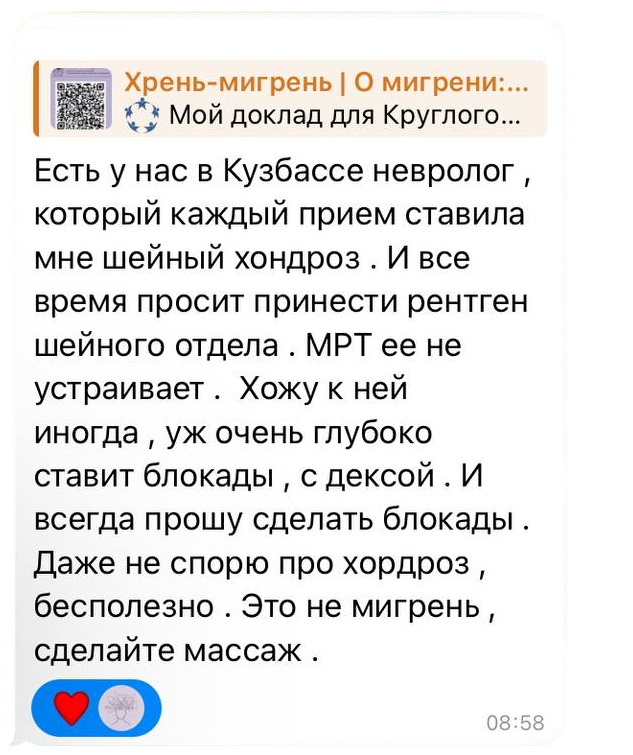 Хрень-мигрень | О мигрени:...
Мой доклад для Круглого...
Есть у нас в Кузбассе невролог ,
который каждый прием ставила
мне шейный хондроз . И все
время просит принести рентген
шейного отдела . МРТ ее не
устраивает .  Хожу к ней
иногда , уж очень глубоко
ставит блокады , с дексой . И
всегда прошу сделать блокады .
Даже не спорю про хордроз ,
бесполезно . Это не мигрень ,
сделайте массаж .
08:58